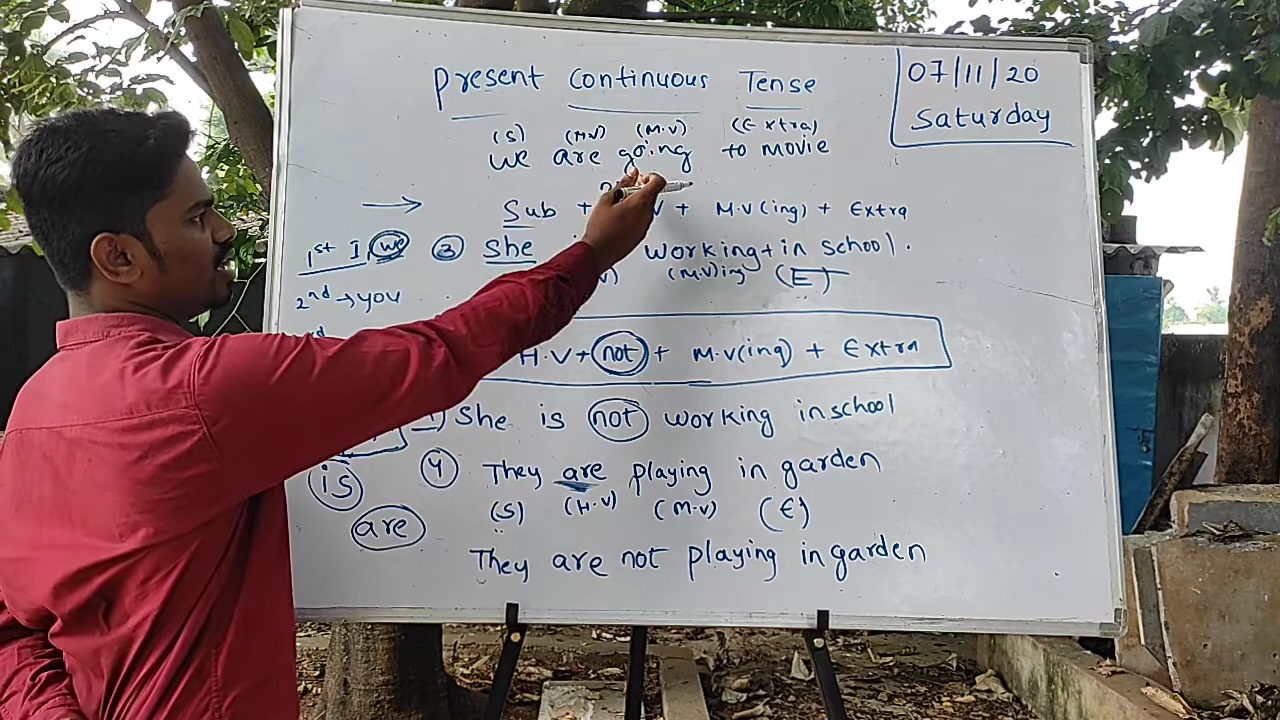 Present Continuous Tense
07/11/20
Saturday
(S) (H.V) (M.V) (Extra)
we are going to movie
Sub + V + M.V(ing) + Extra
1st I, we
② She working+in school.
(M.V)ing (E)
2nd → you
H.V + not + M.V(ing) + Extra
She is not working in school
is
4) They are playing in garden
(S) (H.V) (M.V) (E)
are
They are not playing in garden